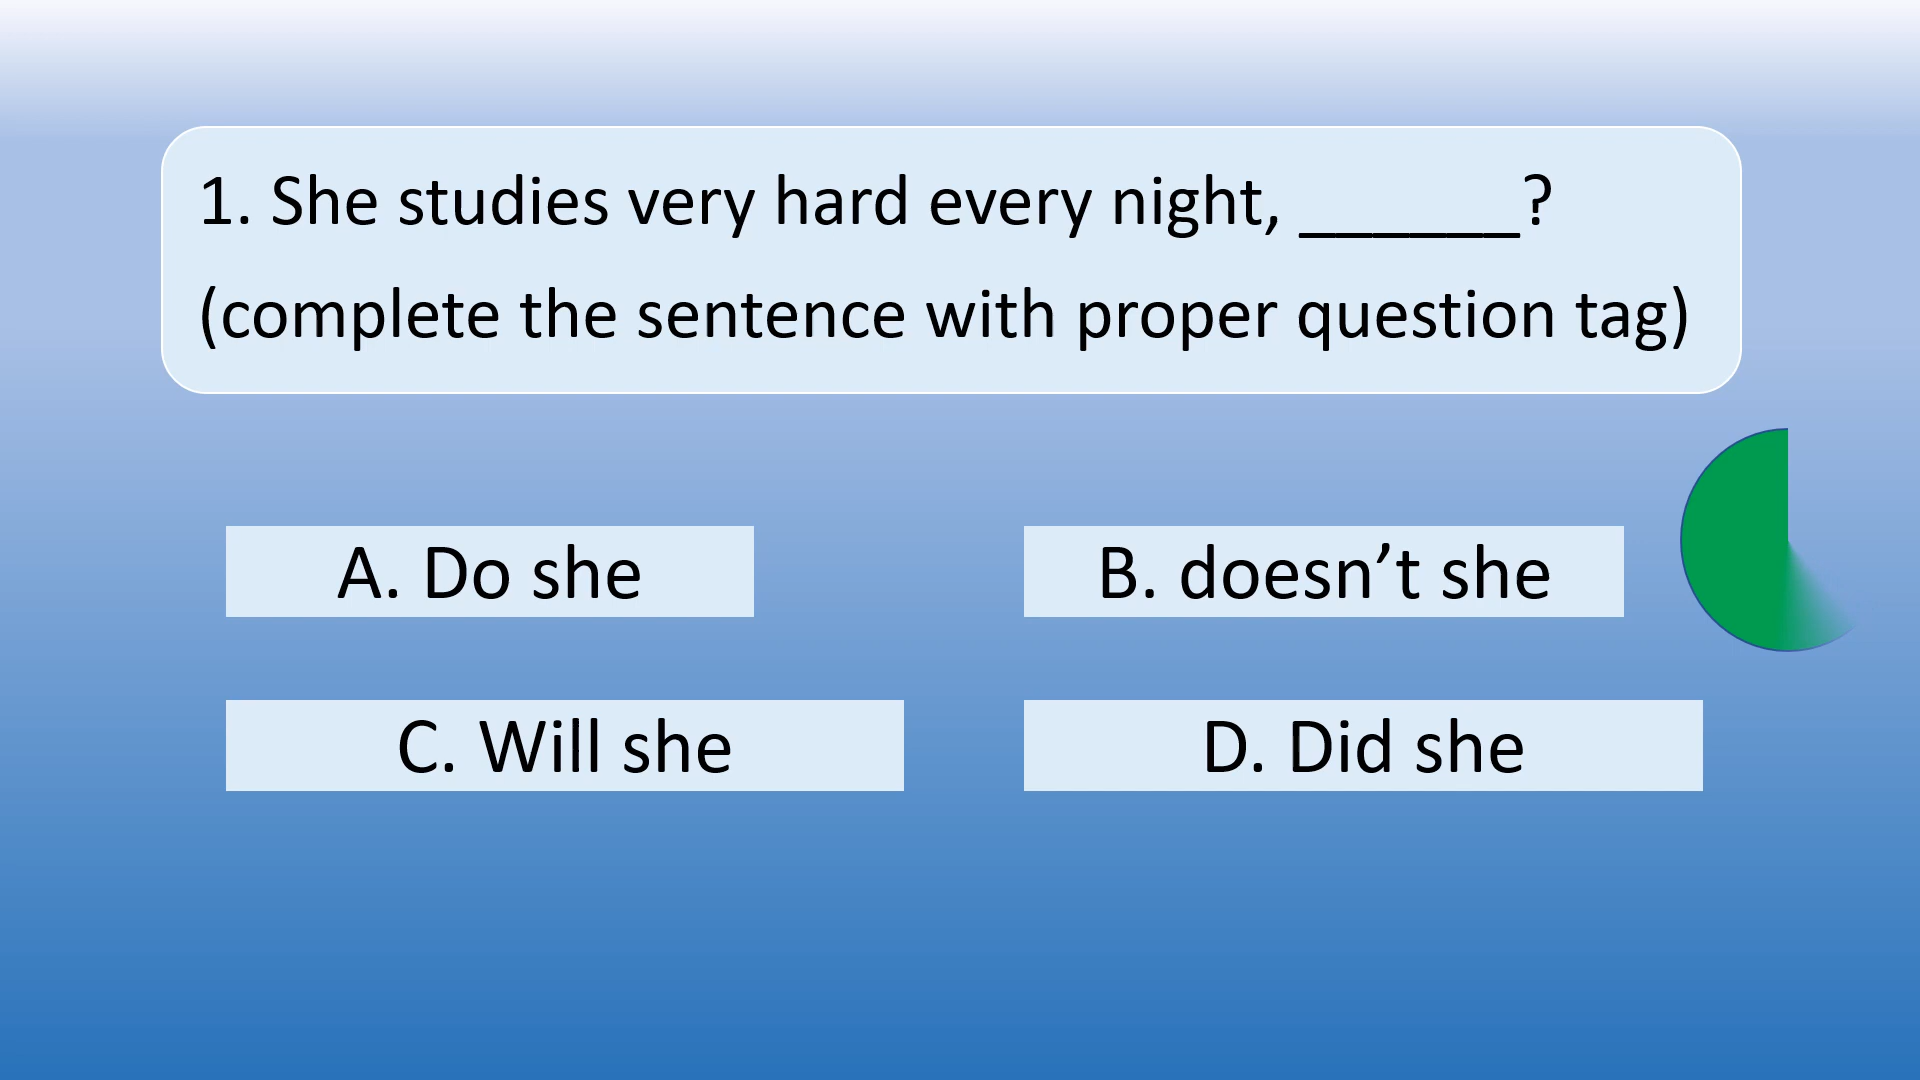 1. She studies very hard every night, ______?
(complete the sentence with proper question tag)
A. Do she
B. doesn’t she
C. Will she
D. Did she